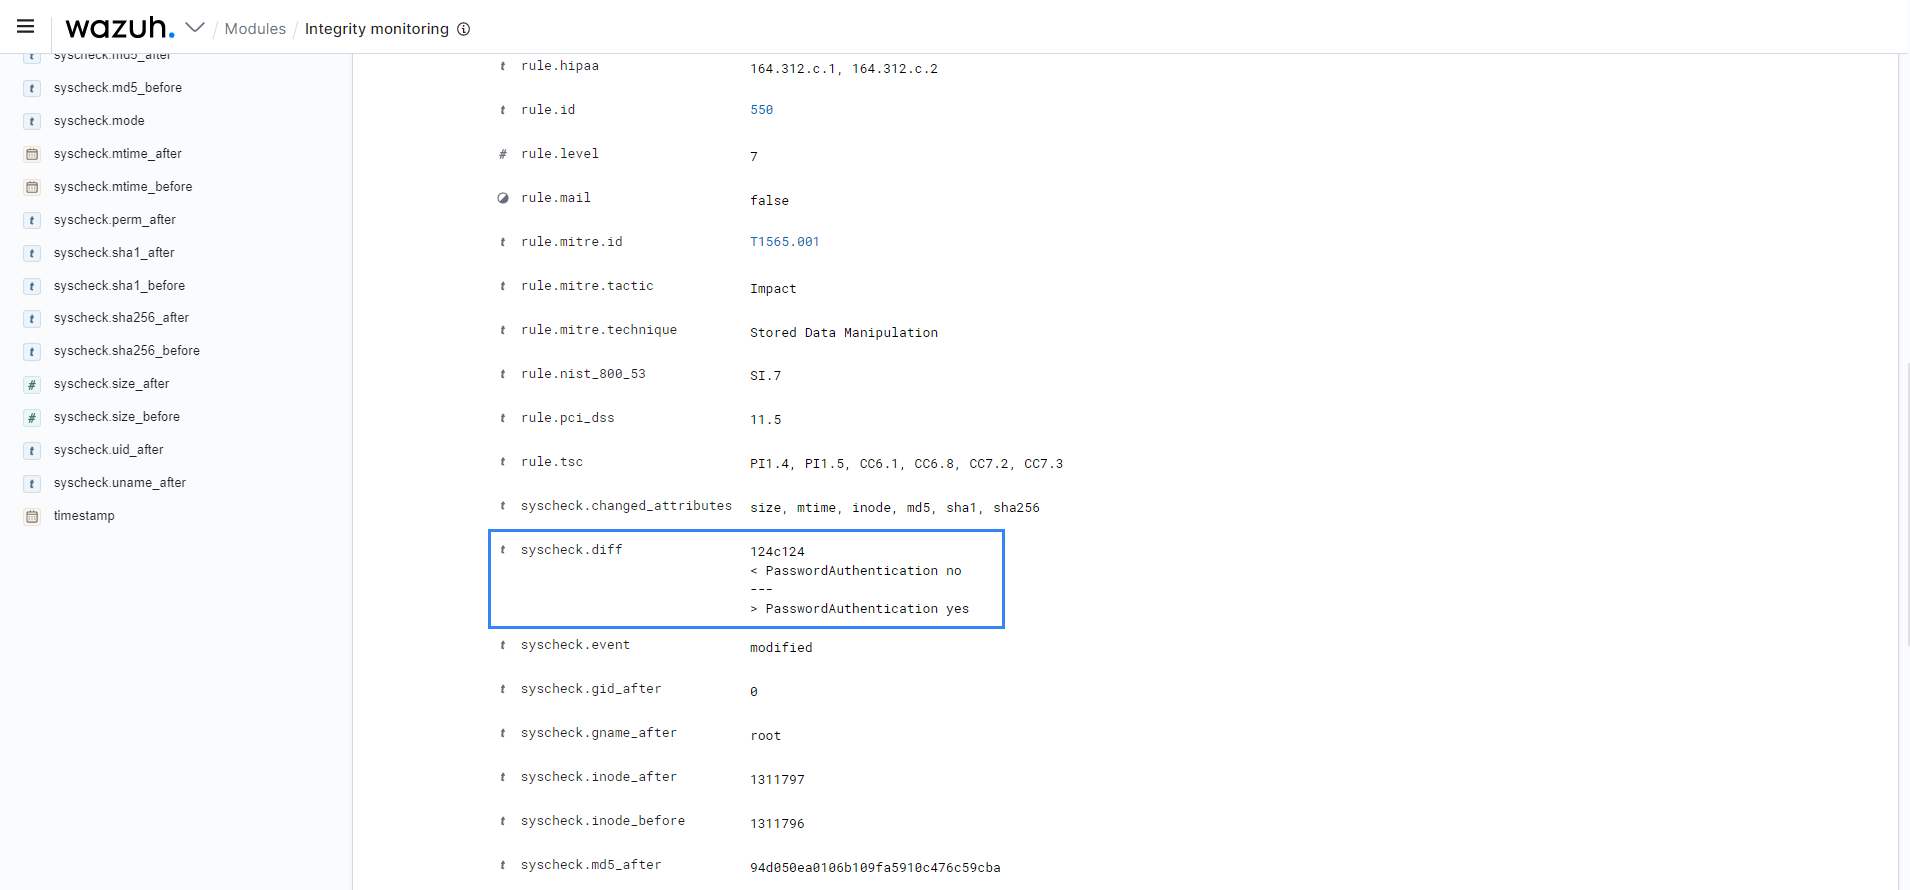 wazuh. / Modules / Integrity monitoring
syscheck.md5_after
syscheck.md5_before
syscheck.mode
syscheck.mtime_after
syscheck.mtime_before
syscheck.perm_after
syscheck.sha1_after
syscheck.sha1_before
syscheck.sha256_after
syscheck.sha256_before
syscheck.size_after
syscheck.size_before
syscheck.uid_after
syscheck.uname_after
timestamp
t rule.hipaa 164.312.c.1, 164.312.c.2
t rule.id 550
# rule.level 7
rule.mail false
t rule.mitre.id T1565.001
t rule.mitre.tactic Impact
t rule.mitre.technique Stored Data Manipulation
t rule.nist_800_53 SI.7
t rule.pci_dss 11.5
t rule.tsc PI1.4, PI1.5, CC6.1, CC6.8, CC7.2, CC7.3
t syscheck.changed_attributes size, mtime, inode, md5, sha1, sha256
t syscheck.diff 124c124
< PasswordAuthentication no
---
> PasswordAuthentication yes
t syscheck.event modified
t syscheck.gid_after 0
t syscheck.gname_after root
t syscheck.inode_after 1311797
t syscheck.inode_before 1311796
t syscheck.md5_after 94d050ea0106b109fa5910c476c59cba